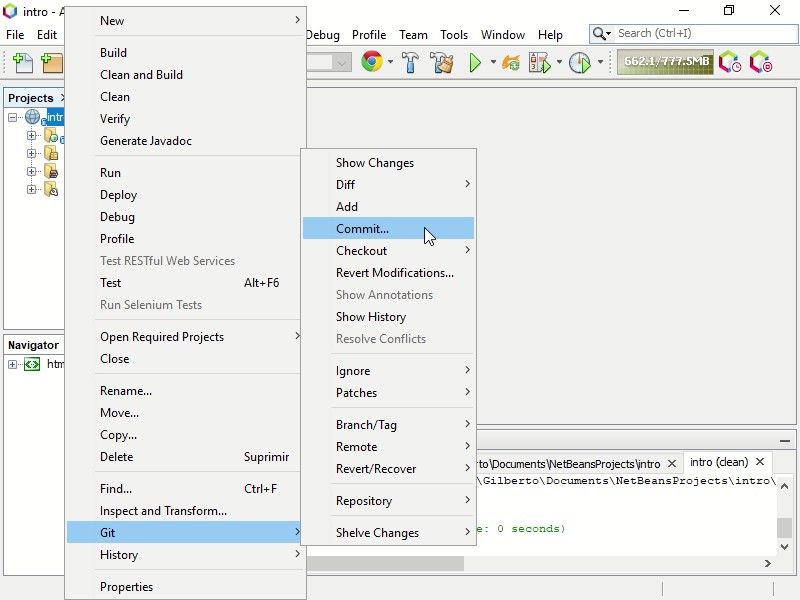 intro - A
File Edit Debug Profile Team Tools Window Help
Search (Ctrl+I)
662.1/777.5MB
Projects
intr
Navigator
htm
New
Build
Clean and Build
Clean
Verify
Generate Javadoc
Run
Deploy
Debug
Profile
Test RESTful Web Services
Test Alt+F6
Run Selenium Tests
Open Required Projects
Close
Rename...
Move...
Copy...
Delete Suprimir
Find... Ctrl+F
Inspect and Transform...
Git
History
Properties
Show Changes
Diff
Add
Commit...
Checkout
Revert Modifications...
Show Annotations
Show History
Resolve Conflicts
Ignore
Patches
Branch/Tag
Remote
Revert/Recover
Repository
Shelve Changes
rto\Documents\NetBeansProjects\intro
intro (clean)
\Gilberto\Documents\NetBeansProjects\intro\
e: 0 seconds)